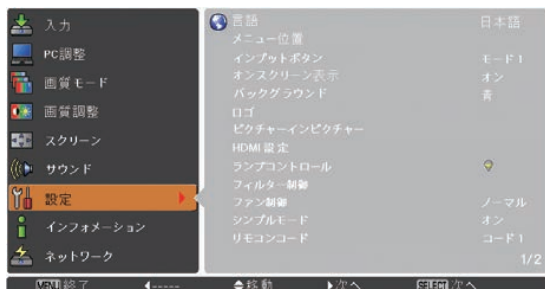 入力
PC調整
画質モード
画質調整
スクリーン
サウンド
設定
インフォメーション
ネットワーク
言語 日本語
メニュー位置
インプットボタン モード1
オンスクリーン表示 オン
バックグラウンド 青
ロゴ
ピクチャーインピクチャー
HDMI 設定
ランプコントロール
フィルター制御
ファン制御 ノーマル
シンプルモード オン
リモコンコード コード1
1/2
MENU 終了 ----- 移動 次へ SELECT 次へ